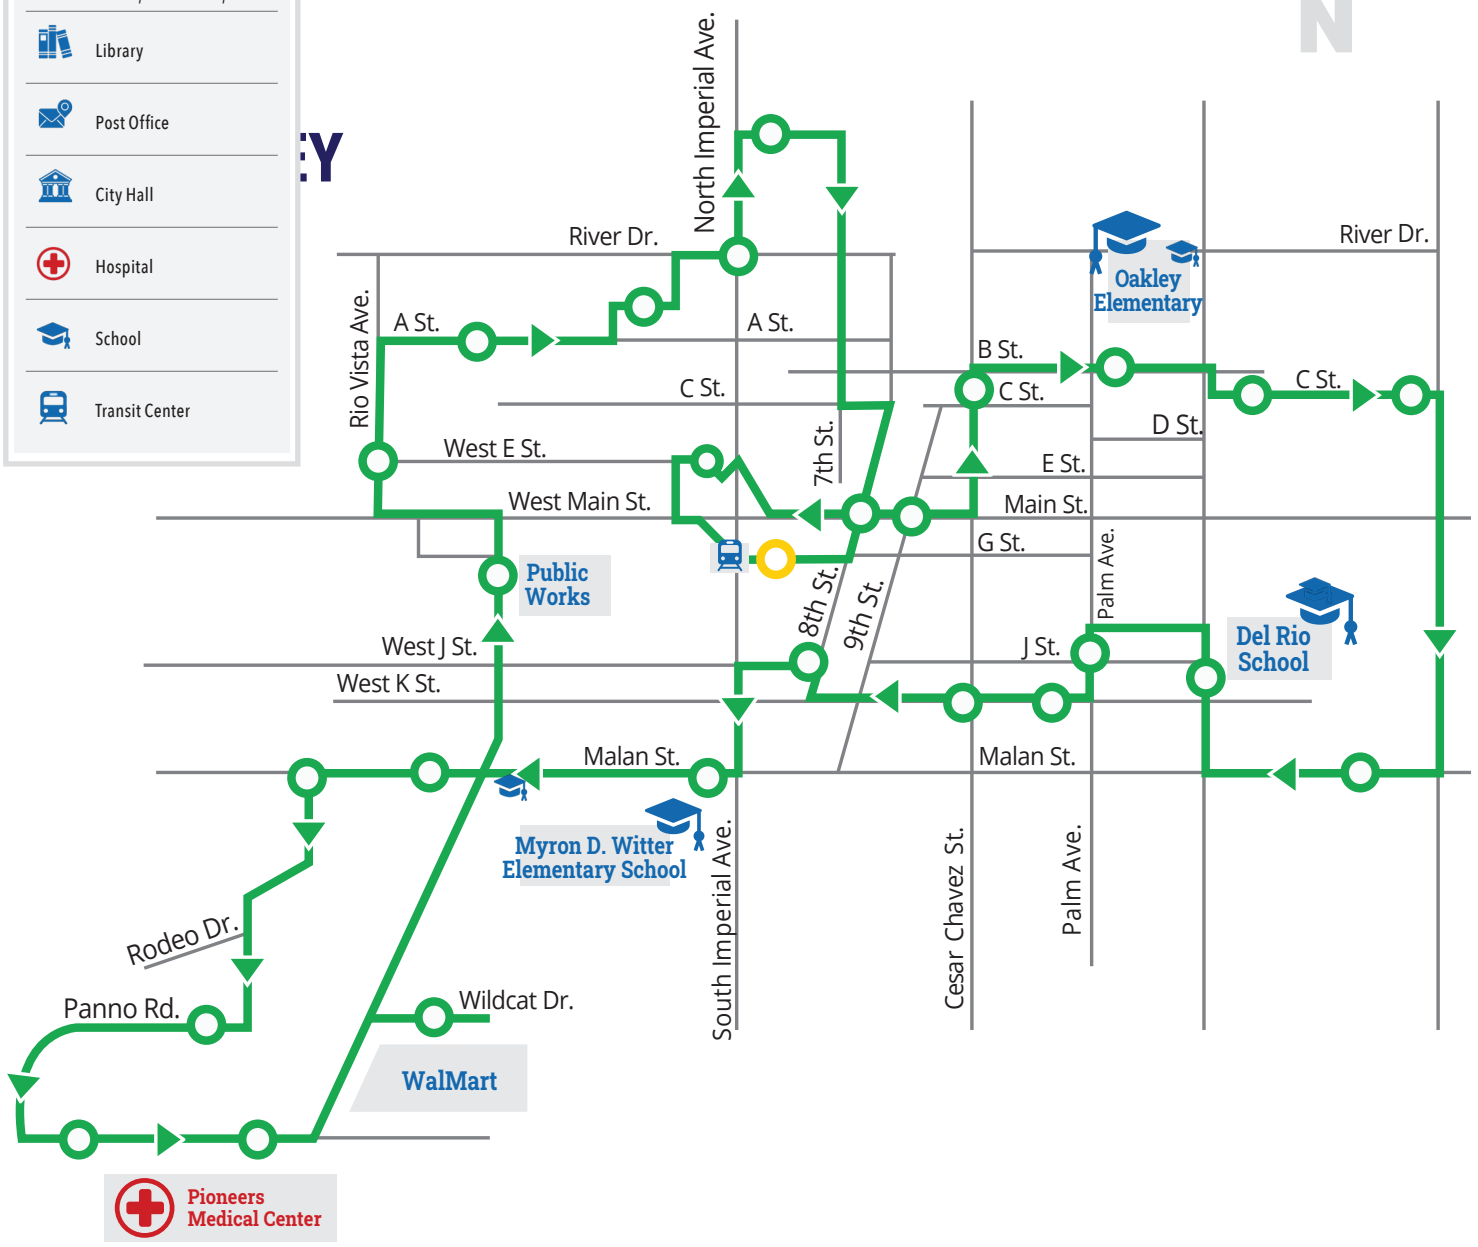 Library
Post Office
City Hall
Hospital
School
Transit Center
EY
N
North Imperial Ave.
River Dr.
River Dr.
Oakley
Elementary
Rio Vista Ave.
A St.
A St.
B St.
C St.
C St.
C St.
D St.
7th St.
West E St.
E St.
West Main St.
Main St.
G St.
Palm Ave.
Public
Works
8th St.
9th St.
Del Rio
School
West J St.
J St.
West K St.
Malan St.
Malan St.
Myron D. Witter
Elementary School
South Imperial Ave.
Cesar Chavez St.
Palm Ave.
Rodeo Dr.
Panno Rd.
Wildcat Dr.
WalMart
Pioneers
Medical Center